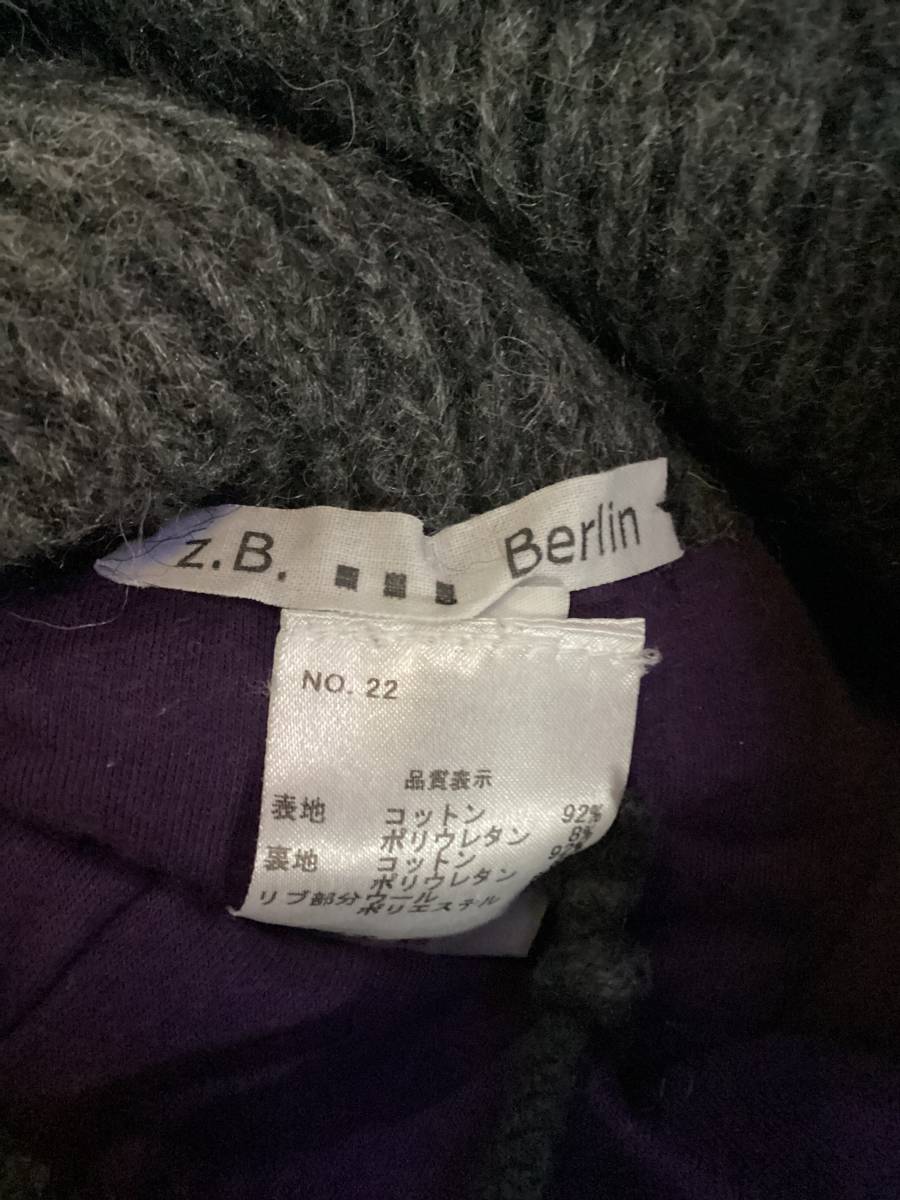 z.B. Berlin
NO. 22
品質表示
表地 コットン 92%
ポリウレタン 8%
裏地 コットン
ポリウレタン
リブ部分 ウール
ポリエステル